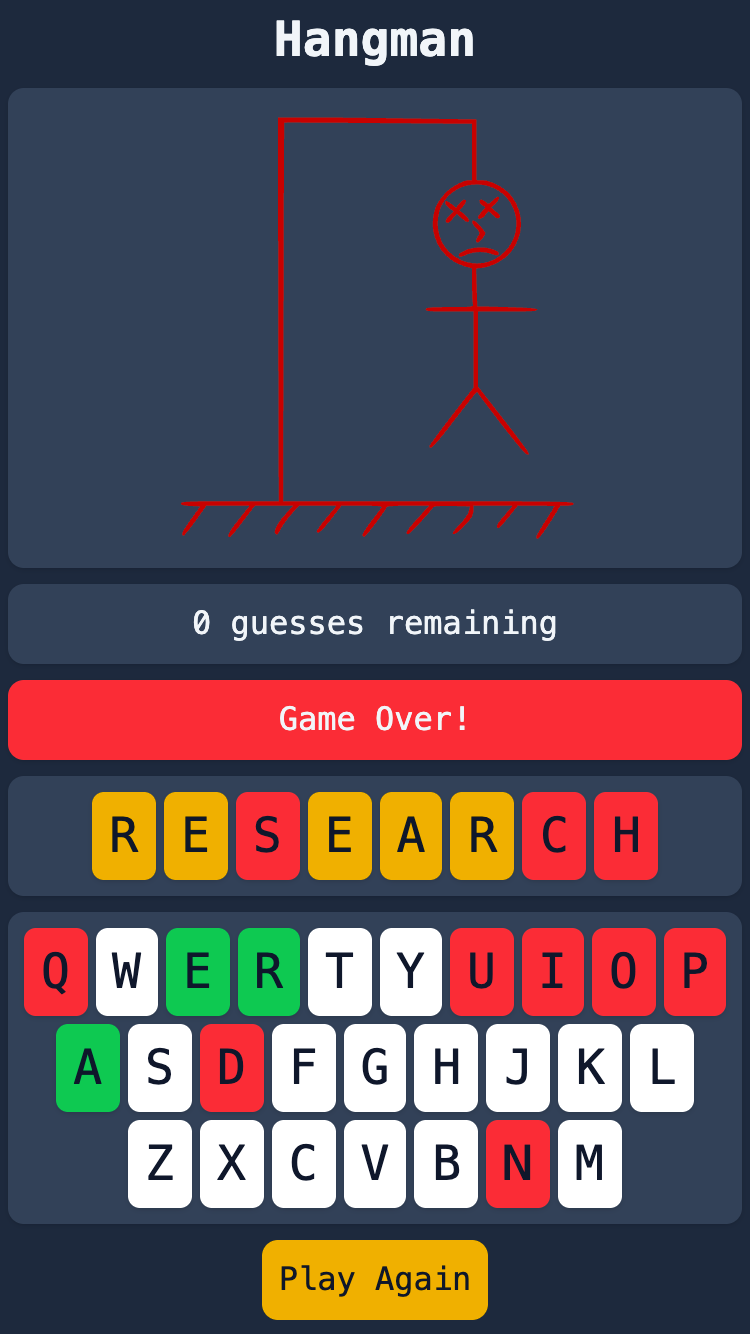 Hangman
0 guesses remaining
Game Over!
R E S E A R C H
Q W E R T Y U I O P
A S D F G H J K L
Z X C V B N M
Play Again